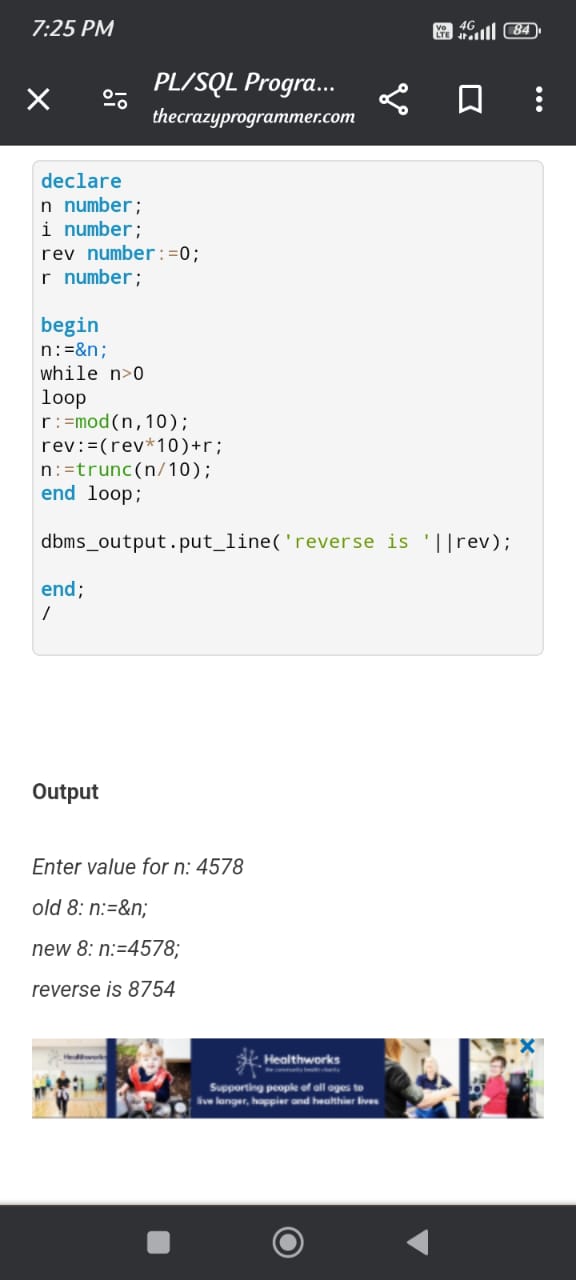 7:25 PM
Vo LTE 4G 84
PL/SQL Progra...
thecrazyprogrammer.com
declare
n number;
i number;
rev number:=0;
r number;
begin
n:=&n;
while n>0
loop
r:=mod(n,10);
rev:=(rev*10)+r;
n:=trunc(n/10);
end loop;
dbms_output.put_line('reverse is '||rev);
end;
/
Output
Enter value for n: 4578
old 8: n:=&n;
new 8: n:=4578;
reverse is 8754
Healthworks
the community health charity
Supporting people of all ages to
live longer, happier and healthier lives